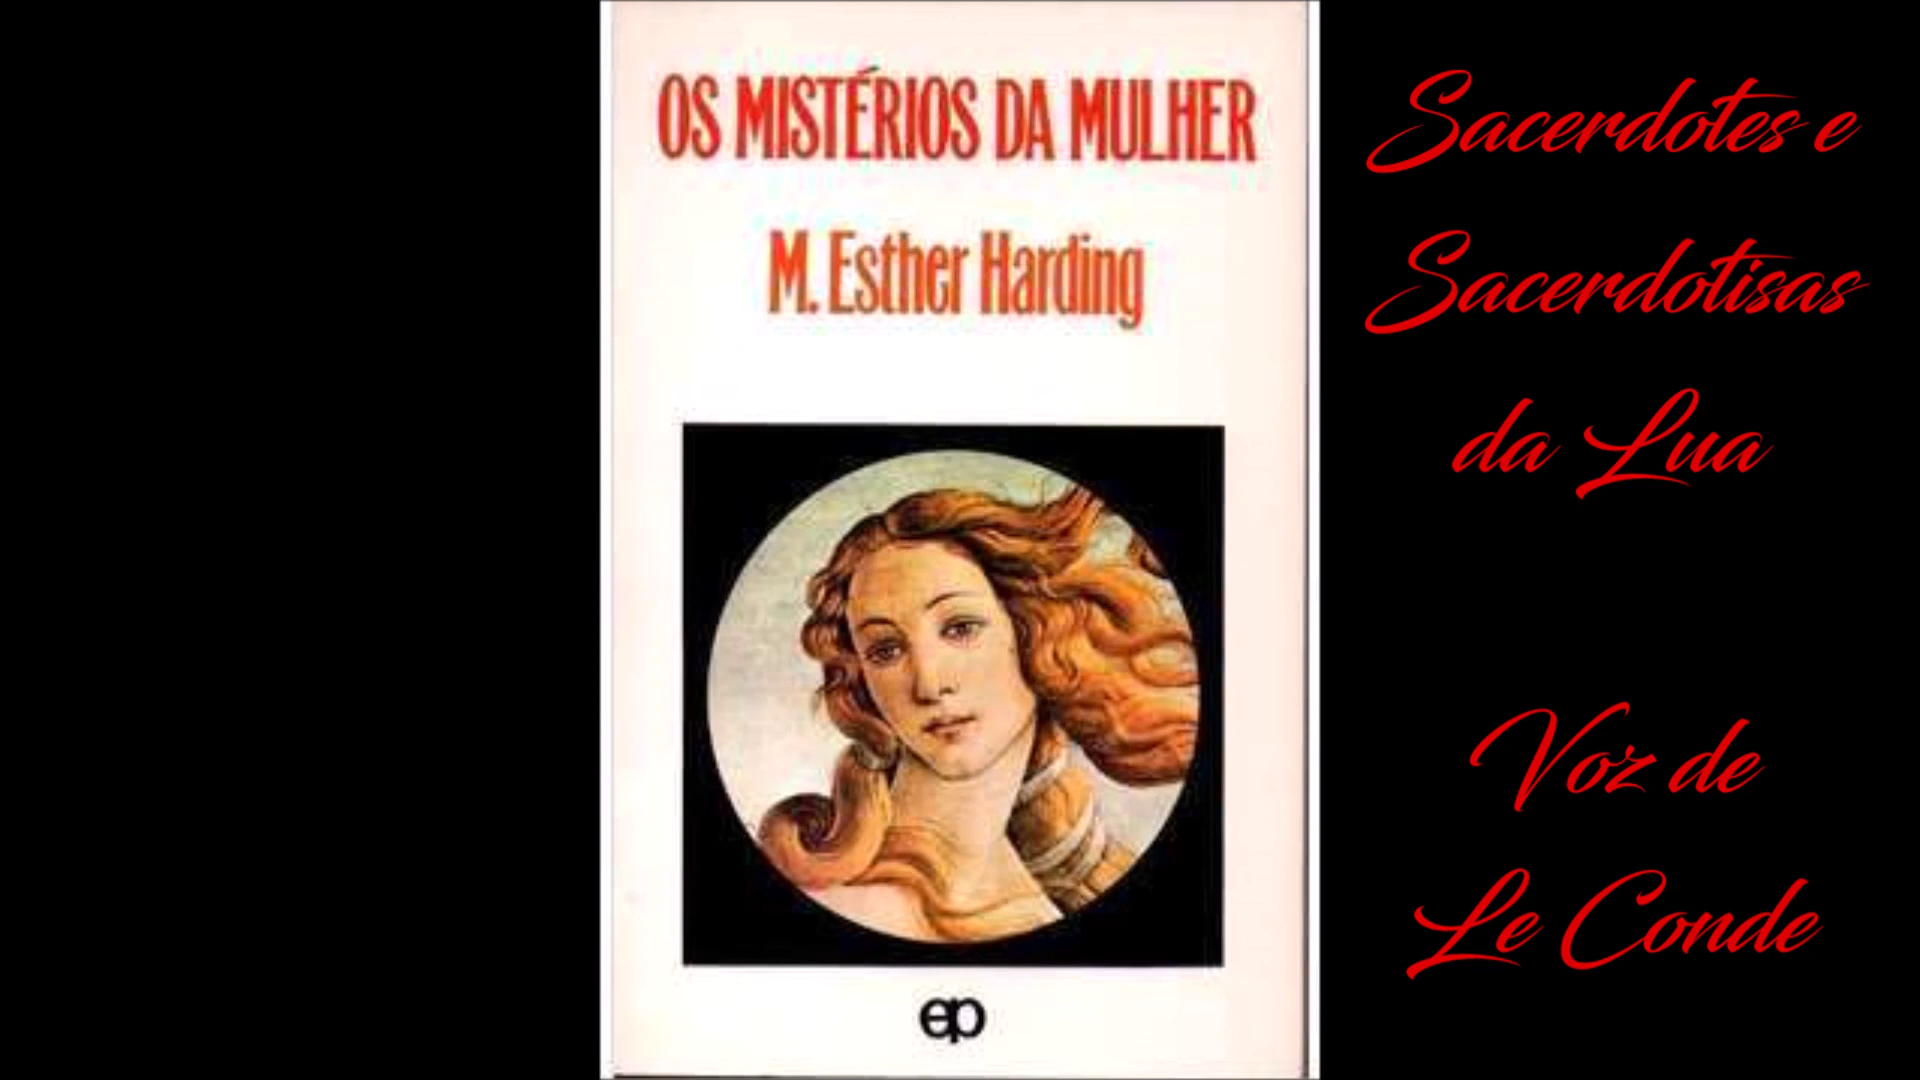 OS MISTÉRIOS DA MULHER
M. Esther Harding
ep
Sacerdotes e
Sacerdotisas
da Lua
Voz de
Le Conde